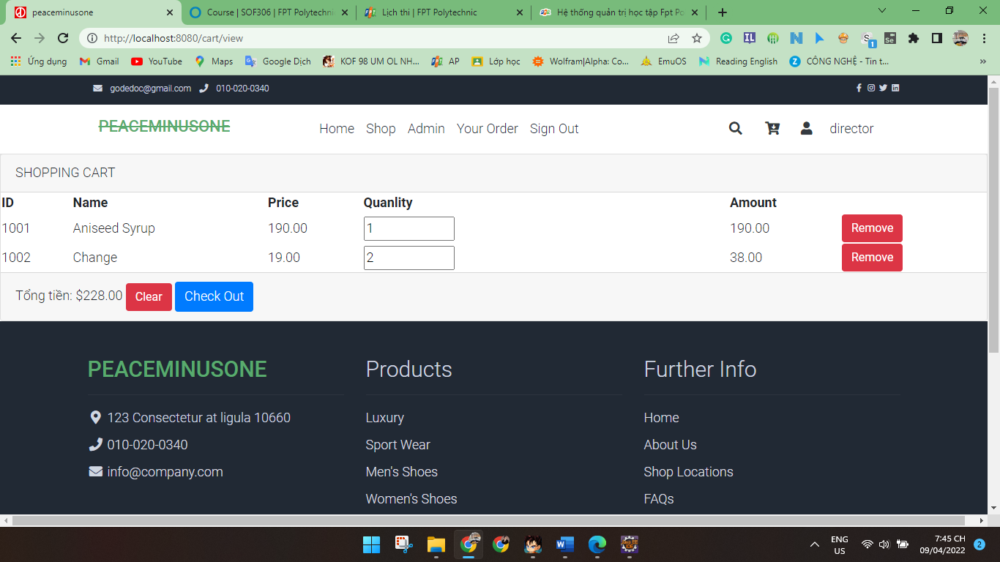 peaceminusone
Course | SOF306 | FPT Polytechni
Lịch thi | FPT Polytechnic
Hệ thống quản trị học tập Fpt Po
http://localhost:8080/cart/view
Ứng dụng
Gmail
YouTube
Maps
Google Dịch
KOF 98 UM OL NH...
AP
Lớp học
Wolfram|Alpha: Co...
EmuOS
Reading English
CÔNG NGHỆ - Tin t...
godedoc@gmail.com 010-020-0340
PEACEMINUSONE Home Shop Admin Your Order Sign Out director
SHOPPING CART
ID Name Price Quanlity Amount
1001 Aniseed Syrup 190.00 1 190.00 Remove
1002 Change 19.00 2 38.00 Remove
Tổng tiền: $228.00 Clear Check Out
PEACEMINUSONE Products Further Info
123 Consectetur at ligula 10660 Luxury Home
010-020-0340 Sport Wear About Us
info@company.com Men's Shoes Shop Locations
Women's Shoes FAQs
ENG 7:45 CH
US 09/04/2022 2